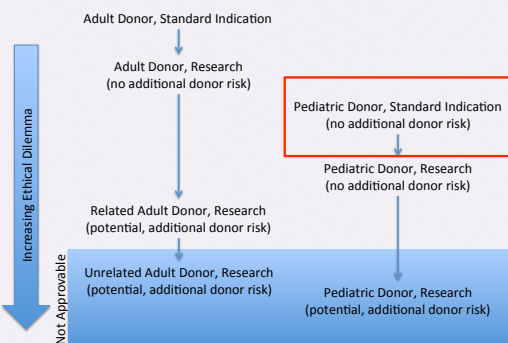 Adult Donor, Standard Indication
Adult Donor, Research
(no additional donor risk)
Pediatric Donor, Standard Indication
(no additional donor risk)
Pediatric Donor, Research
(no additional donor risk)
Related Adult Donor, Research
(potential, additional donor risk)
Unrelated Adult Donor, Research
(potential, additional donor risk)
Pediatric Donor, Research
(potential, additional donor risk)
Increasing Ethical Dilemma
Not Approvable